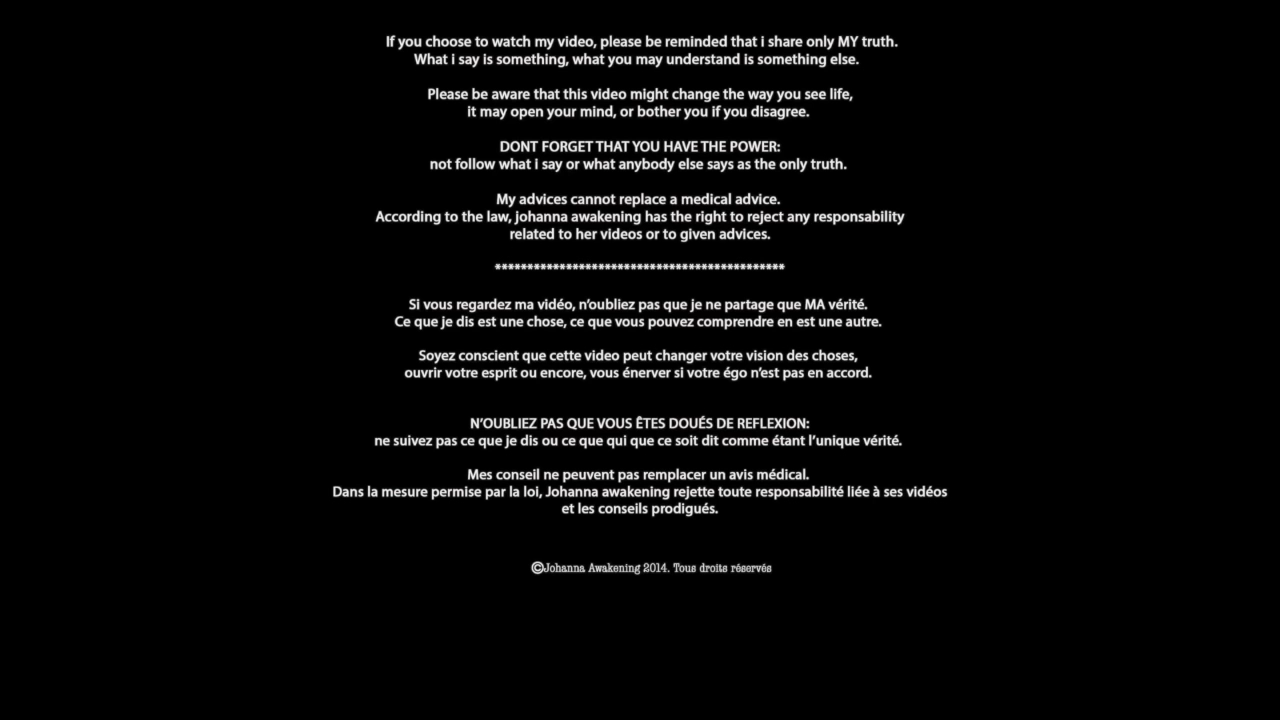 If you choose to watch my video, please be reminded that i share only MY truth.
What i say is something, what you may understand is something else.
Please be aware that this video might change the way you see life,
it may open your mind, or bother you if you disagree.
DONT FORGET THAT YOU HAVE THE POWER:
not follow what i say or what anybody else says as the only truth.
My advices cannot replace a medical advice.
According to the law, johanna awakening has the right to reject any responsability
related to her videos or to given advices.
*********************************************
Si vous regardez ma vidéo, n’oubliez pas que je ne partage que MA vérité.
Ce que je dis est une chose, ce que vous pouvez comprendre en est une autre.
Soyez conscient que cette video peut changer votre vision des choses,
ouvrir votre esprit ou encore, vous énerver si votre égo n’est pas en accord.
N’OUBLIEZ PAS QUE VOUS ÊTES DOUÉS DE REFLEXION:
ne suivez pas ce que je dis ou ce que qui que ce soit dit comme étant l’unique vérité.
Mes conseil ne peuvent pas remplacer un avis médical.
Dans la mesure permise par la loi, Johanna awakening rejette toute responsabilité liée à ses vidéos
et les conseils prodigués.
©Johanna Awakening 2014. Tous droits réservés